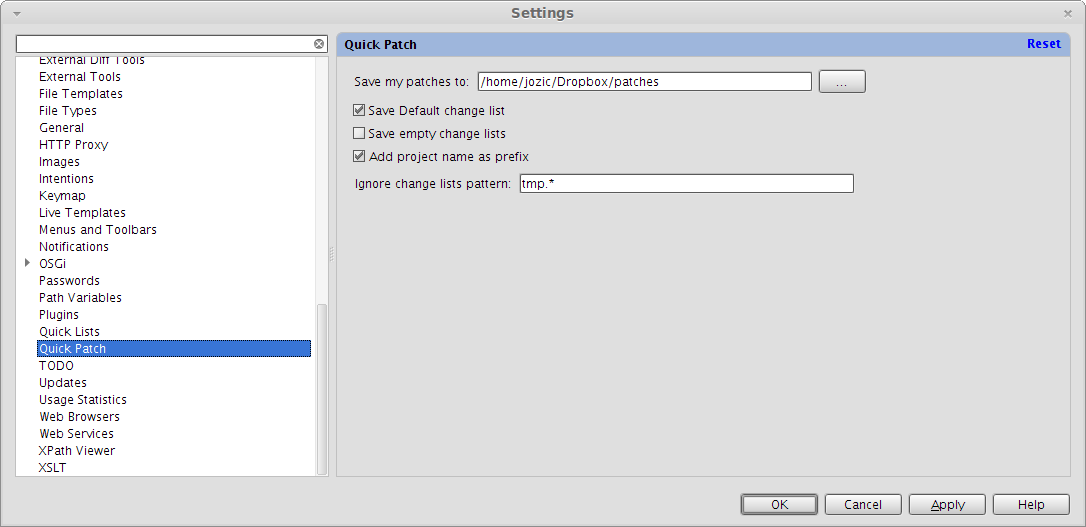 Settings
Quick Patch
Reset
External Diff Tools
External Tools
File Templates
File Types
General
HTTP Proxy
Images
Intentions
Keymap
Live Templates
Menus and Toolbars
Notifications
OSGi
Passwords
Path Variables
Plugins
Quick Lists
Quick Patch
TODO
Updates
Usage Statistics
Web Browsers
Web Services
XPath Viewer
XSLT
Save my patches to: /home/jozic/Dropbox/patches ...
Save Default change list
Save empty change lists
Add project name as prefix
Ignore change lists pattern: tmp.*
OK Cancel Apply Help